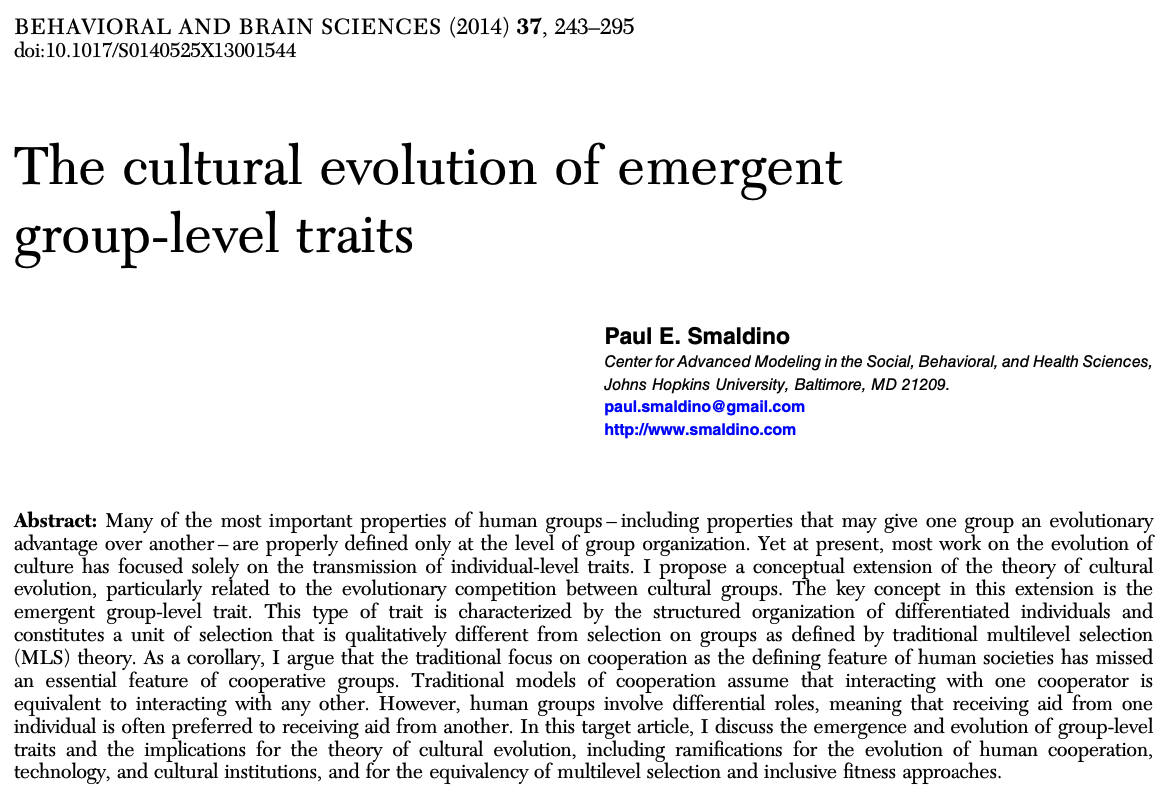 BEHAVIORAL AND BRAIN SCIENCES (2014) 37, 243–295
doi:10.1017/S0140525X13001544
The cultural evolution of emergent
group-level traits
Paul E. Smaldino
Center for Advanced Modeling in the Social, Behavioral, and Health Sciences,
Johns Hopkins University, Baltimore, MD 21209.
paul.smaldino@gmail.com
http://www.smaldino.com
Abstract: Many of the most important properties of human groups – including properties that may give one group an evolutionary
advantage over another – are properly defined only at the level of group organization. Yet at present, most work on the evolution of
culture has focused solely on the transmission of individual-level traits. I propose a conceptual extension of the theory of cultural
evolution, particularly related to the evolutionary competition between cultural groups. The key concept in this extension is the
emergent group-level trait. This type of trait is characterized by the structured organization of differentiated individuals and
constitutes a unit of selection that is qualitatively different from selection on groups as defined by traditional multilevel selection
(MLS) theory. As a corollary, I argue that the traditional focus on cooperation as the defining feature of human societies has missed
an essential feature of cooperative groups. Traditional models of cooperation assume that interacting with one cooperator is
equivalent to interacting with any other. However, human groups involve differential roles, meaning that receiving aid from one
individual is often preferred to receiving aid from another. In this target article, I discuss the emergence and evolution of group-level
traits and the implications for the theory of cultural evolution, including ramifications for the evolution of human cooperation,
technology, and cultural institutions, and for the equivalency of multilevel selection and inclusive fitness approaches.